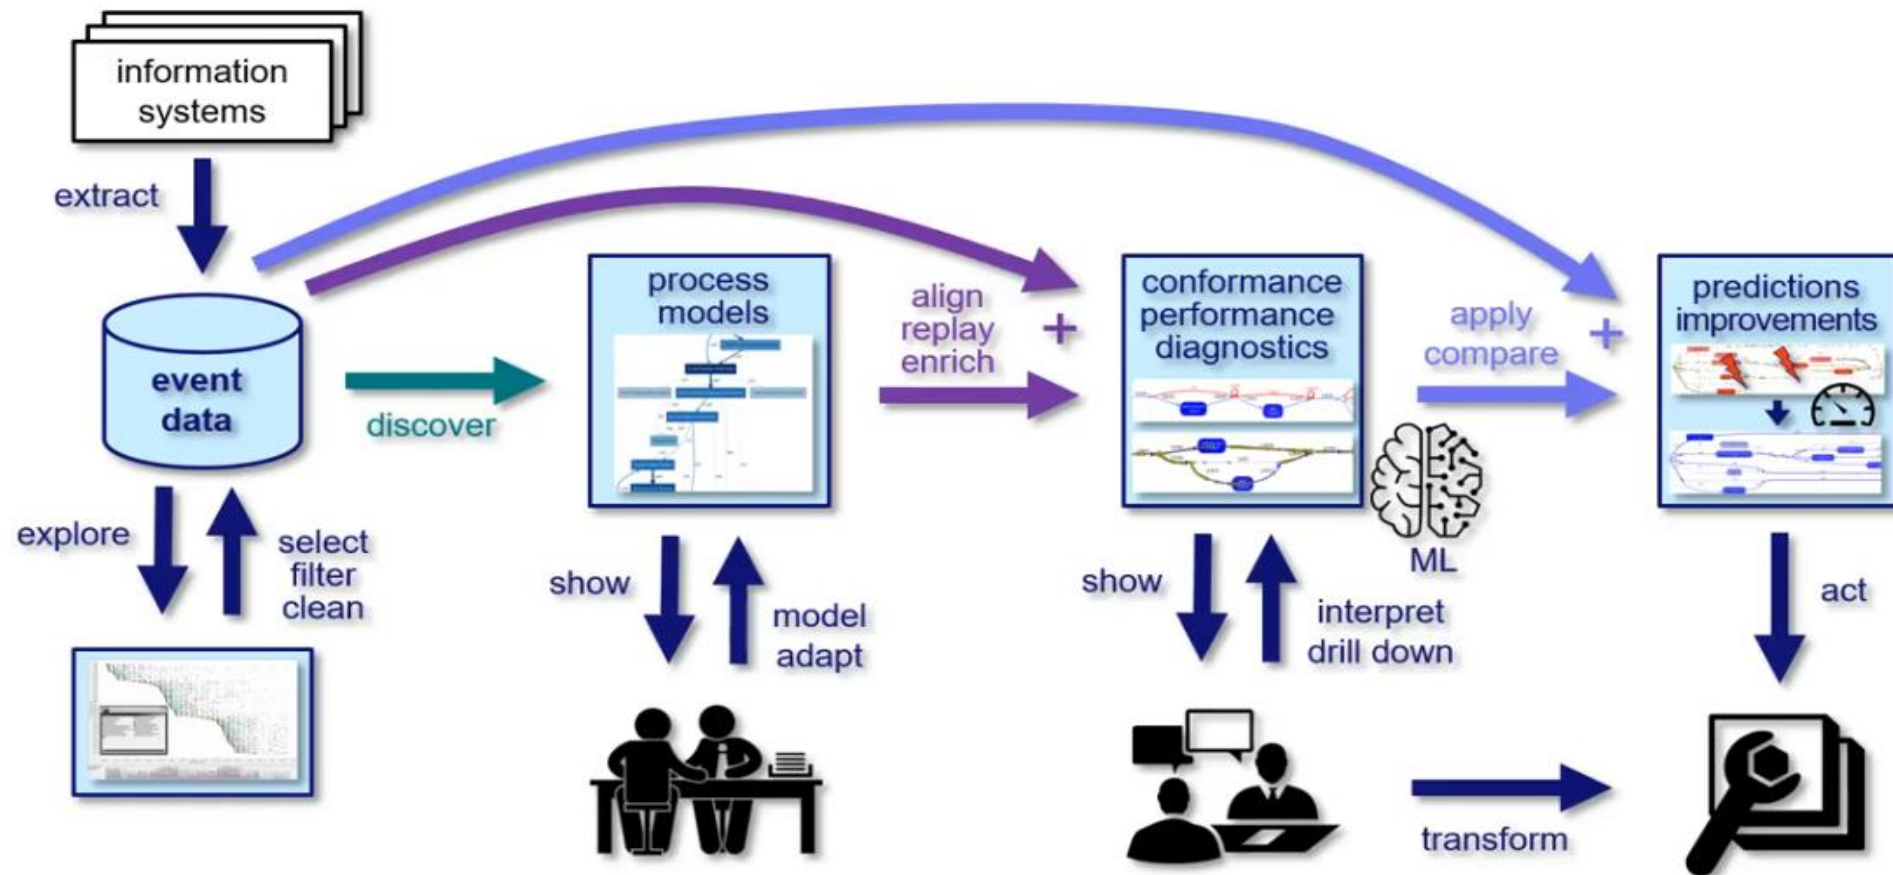 information
systems
extract
event
data
explore
select
filter
clean
discover
process
models
show
model
adapt
align
replay
enrich
+
conformance
performance
diagnostics
ML
show
interpret
drill down
apply
compare
+
predictions
improvements
act
transform